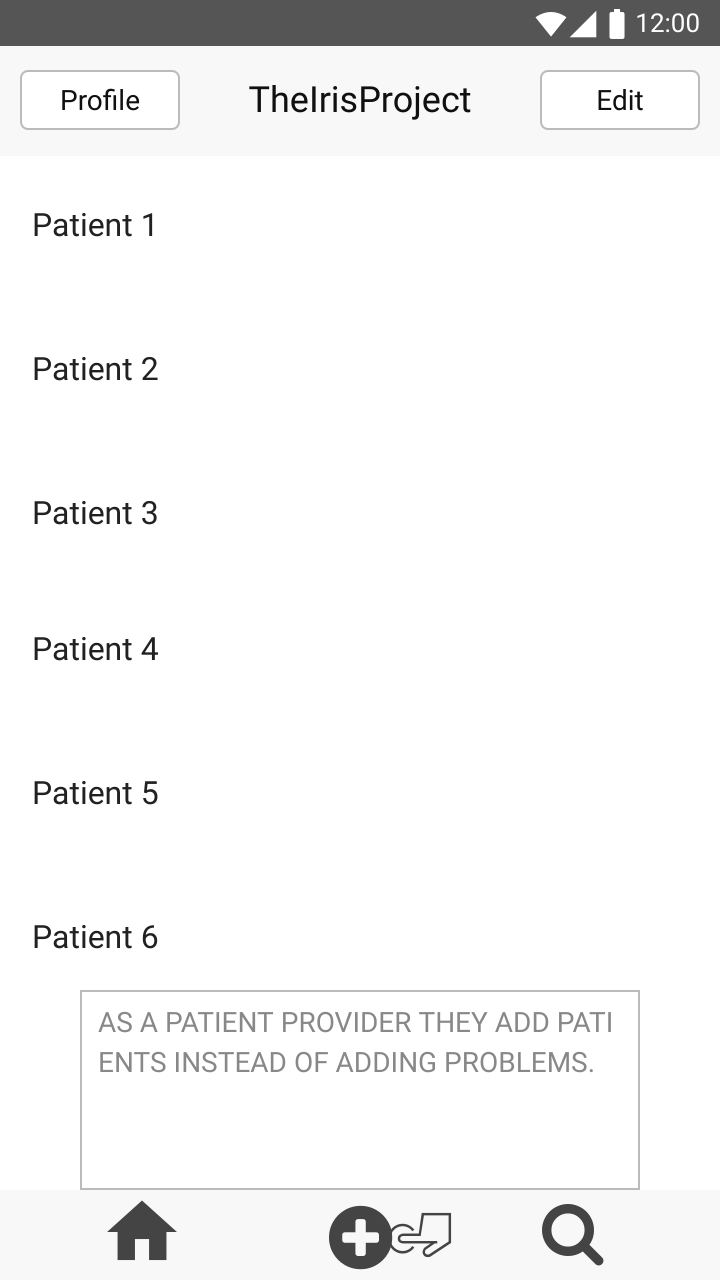 12:00
Profile
TheIrisProject
Edit
Patient 1
Patient 2
Patient 3
Patient 4
Patient 5
Patient 6
AS A PATIENT PROVIDER THEY ADD PATI
ENTS INSTEAD OF ADDING PROBLEMS.